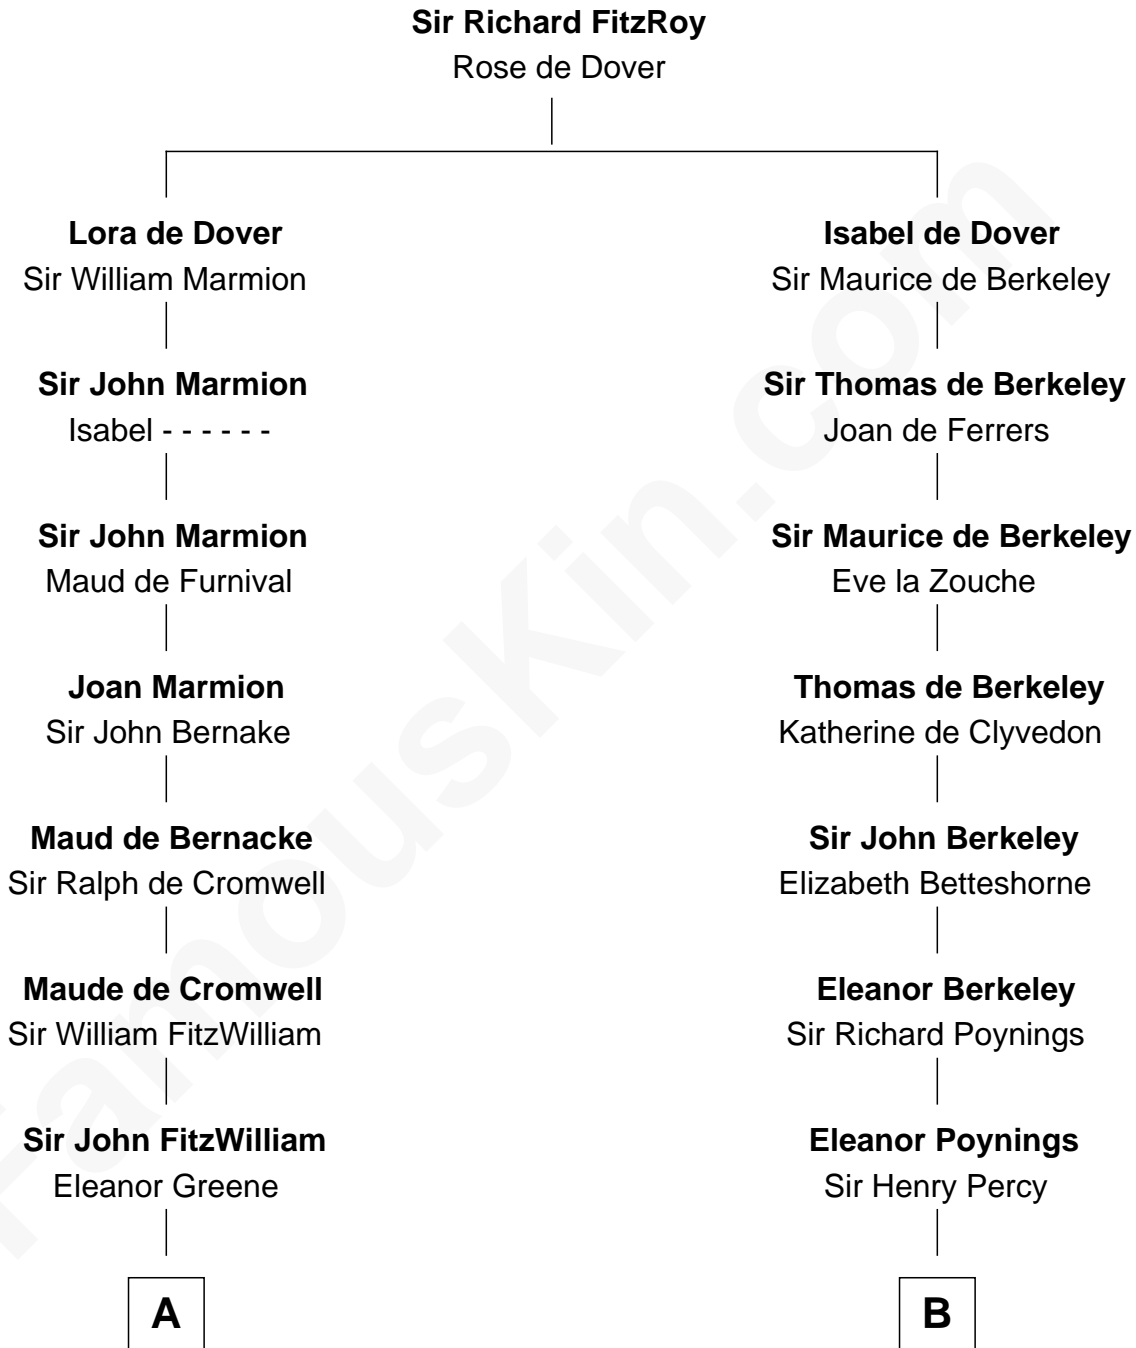 Sir Richard FitzRoy
Rose de Dover
Lora de Dover
Sir William Marmion
Isabel de Dover
Sir Maurice de Berkeley
Sir John Marmion
Isabel - - - - - -
Sir Thomas de Berkeley
Joan de Ferrers
Sir John Marmion
Maud de Furnival
Sir Maurice de Berkeley
Eve la Zouche
Joan Marmion
Sir John Bernake
Thomas de Berkeley
Katherine de Clyvedon
Maud de Bernacke
Sir Ralph de Cromwell
Sir John Berkeley
Elizabeth Betteshorne
Maude de Cromwell
Sir William FitzWilliam
Eleanor Berkeley
Sir Richard Poynings
Sir John FitzWilliam
Eleanor Greene
Eleanor Poynings
Sir Henry Percy
A
B
FamousKin.com